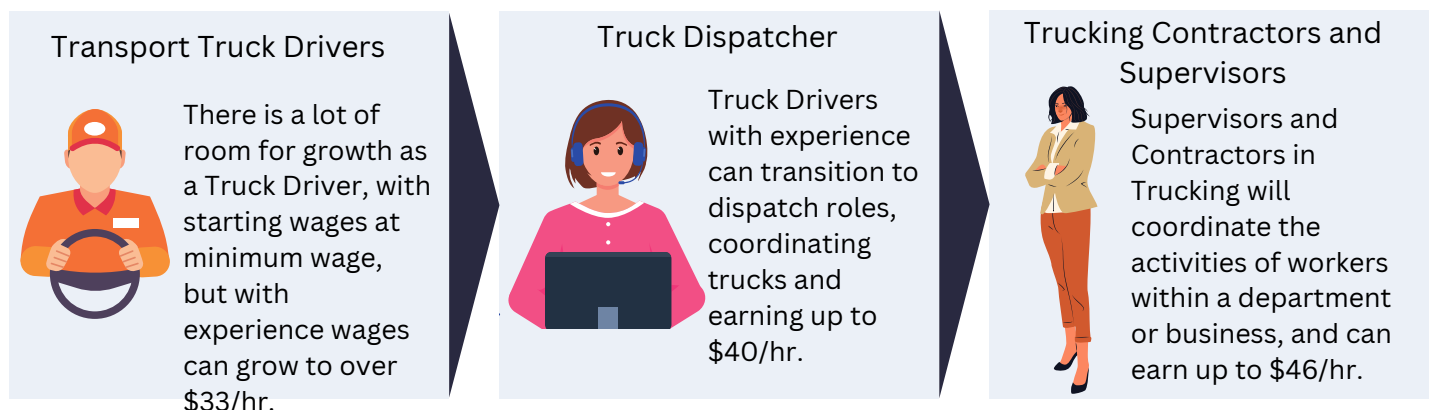 Transport Truck Drivers
There is a lot of
room for growth as
a Truck Driver, with
starting wages at
minimum wage,
but with
experience wages
can grow to over
$33/hr.
Truck Dispatcher
Truck Drivers
with experience
can transition to
dispatch roles,
coordinating
trucks and
earning up to
$40/hr.
Trucking Contractors and
Supervisors
Supervisors and
Contractors in
Trucking will
coordinate the
activities of workers
within a department
or business, and can
earn up to $46/hr.